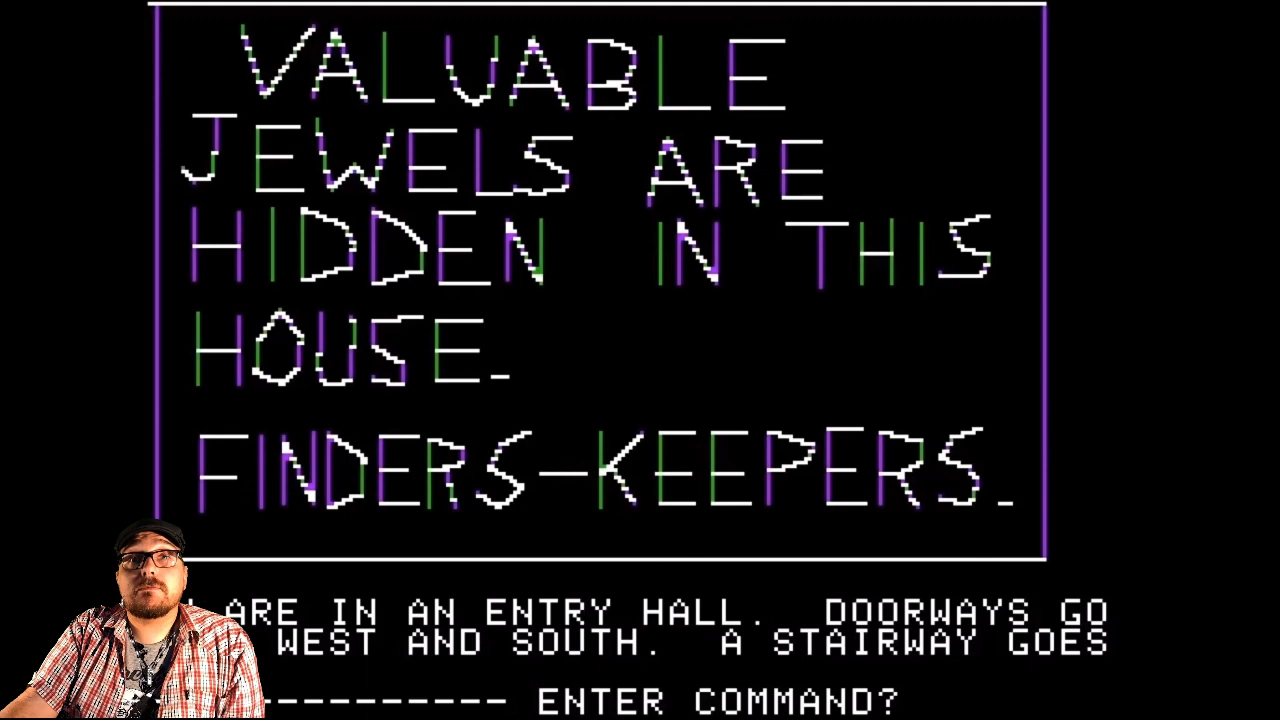 VALUABLE
JEWELS ARE
HIDDEN IN THIS
HOUSE.
FINDERS-KEEPERS.
ARE IN AN ENTRY HALL. DOORWAYS GO
WEST AND SOUTH. A STAIRWAY GOES
---------- ENTER COMMAND?